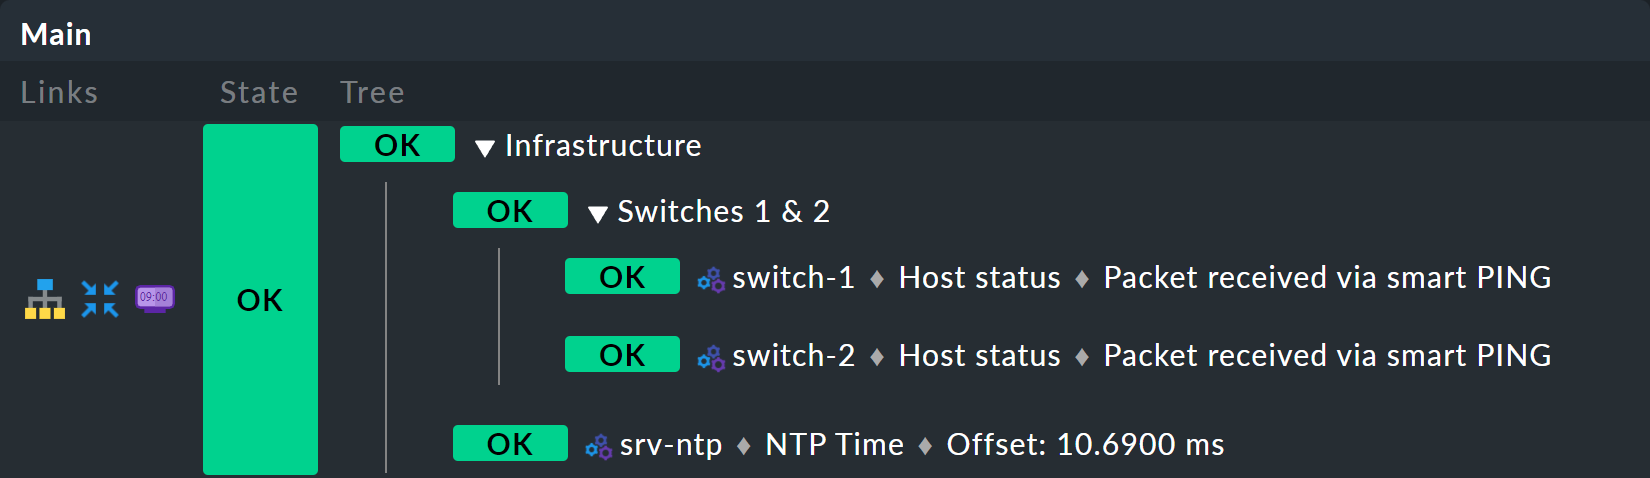 Main
Links State Tree
OK ▼ Infrastructure
OK ▼ Switches 1 & 2
OK switch-1 ♦ Host status ♦ Packet received via smart PING
09:00 OK
OK switch-2 ♦ Host status ♦ Packet received via smart PING
OK srv-ntp ♦ NTP Time ♦ Offset: 10.6900 ms